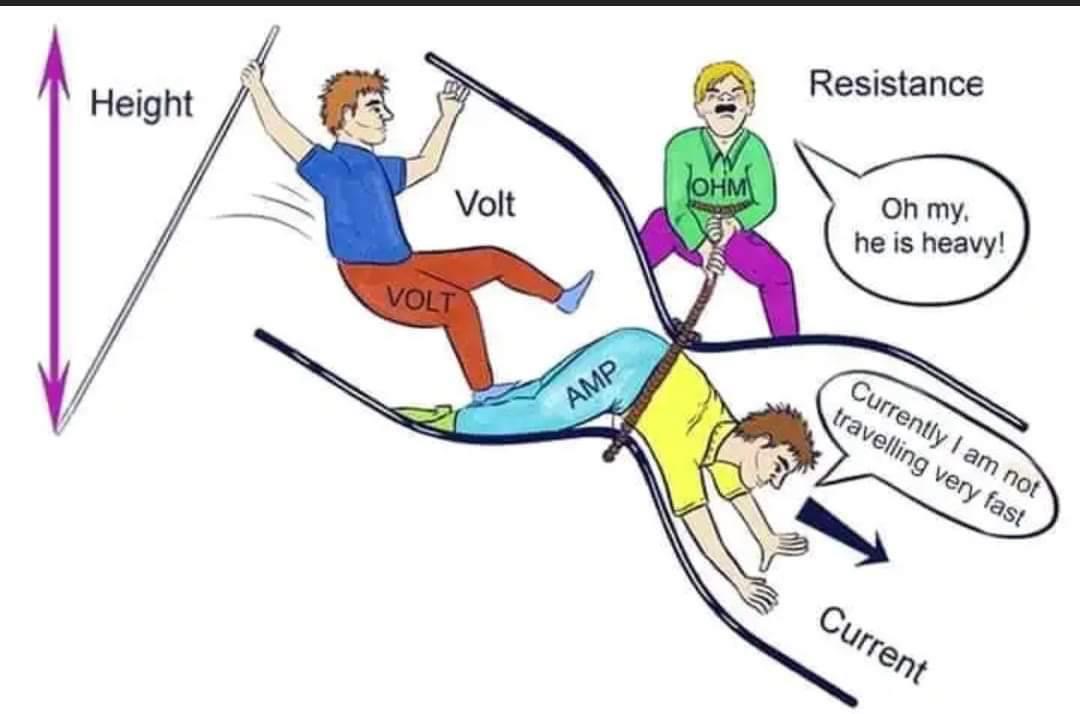 Height
Volt
VOLT
Resistance
OHM
Oh my,
he is heavy!
AMP
Currently I am not
travelling very fast
Current